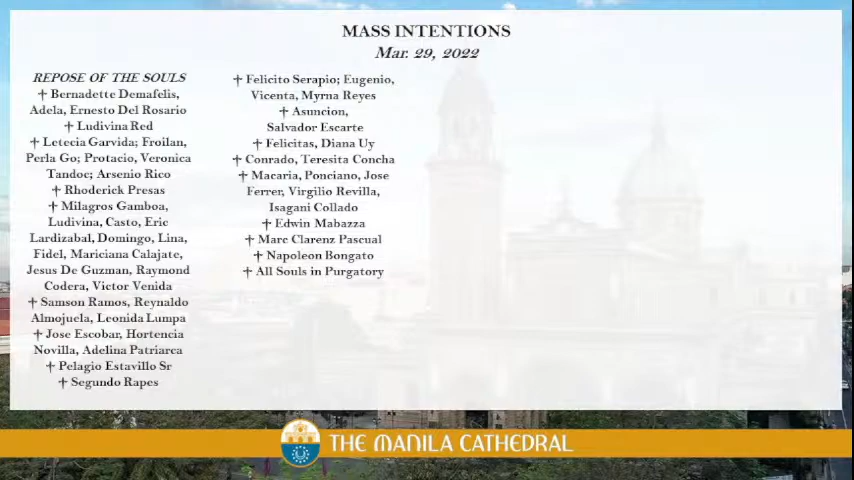 MASS INTENTIONS
Mar. 29, 2022
REPOSE OF THE SOULS
✝ Bernadette Demafelis,
Adela, Ernesto Del Rosario
✝ Ludivina Red
✝ Letecia Garvida; Froilan,
Perla Go; Protacio, Veronica
Tandoc; Arsenio Rico
✝ Rhoderick Presas
✝ Milagros Gamboa,
Ludivina, Casto, Eric
Lardizabal, Domingo, Lina,
Fidel, Mariciana Calajate,
Jesus De Guzman, Raymond
Codera, Victor Venida
✝ Samson Ramos, Reynaldo
Almojuela, Leonida Lumpa
✝ Jose Escobar, Hortencia
Novilla, Adelina Patriarca
✝ Pelagio Estavillo Sr
✝ Segundo Rapes
✝ Felicito Serapio; Eugenio,
Vicenta, Myrna Reyes
✝ Asuncion,
Salvador Escarte
✝ Felicitas, Diana Uy
✝ Conrado, Teresita Concha
✝ Macaria, Ponciano, Jose
Ferrer, Virgilio Revilla,
Isagani Collado
✝ Edwin Mabazza
✝ Marc Clarenz Pascual
✝ Napoleon Bongato
✝ All Souls in Purgatory
THE MANILA CATHEDRAL